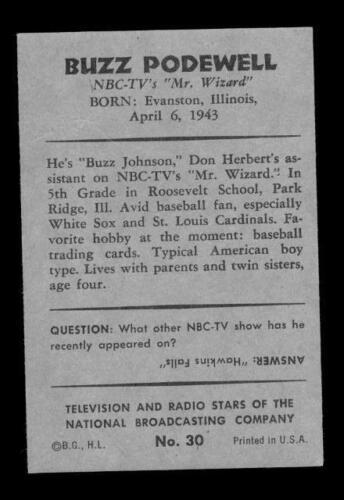 BUZZ PODEWELL
NBC-TV's "Mr. Wizard"
BORN: Evanston, Illinois,
April 6, 1943
He's "Buzz Johnson," Don Herbert's as-
sistant on NBC-TV's "Mr. Wizard." In
5th Grade in Roosevelt School, Park
Ridge, Ill. Avid baseball fan, especially
White Sox and St. Louis Cardinals. Fa-
vorite hobby at the moment: baseball
trading cards. Typical American boy
type. Lives with parents and twin sisters,
age four.
QUESTION: What other NBC-TV show has he
recently appeared on?
ANSWER: "Hawkins Falls"
TELEVISION AND RADIO STARS OF THE
NATIONAL BROADCASTING COMPANY
©B.G., H.L. No. 30 Printed in U.S.A.